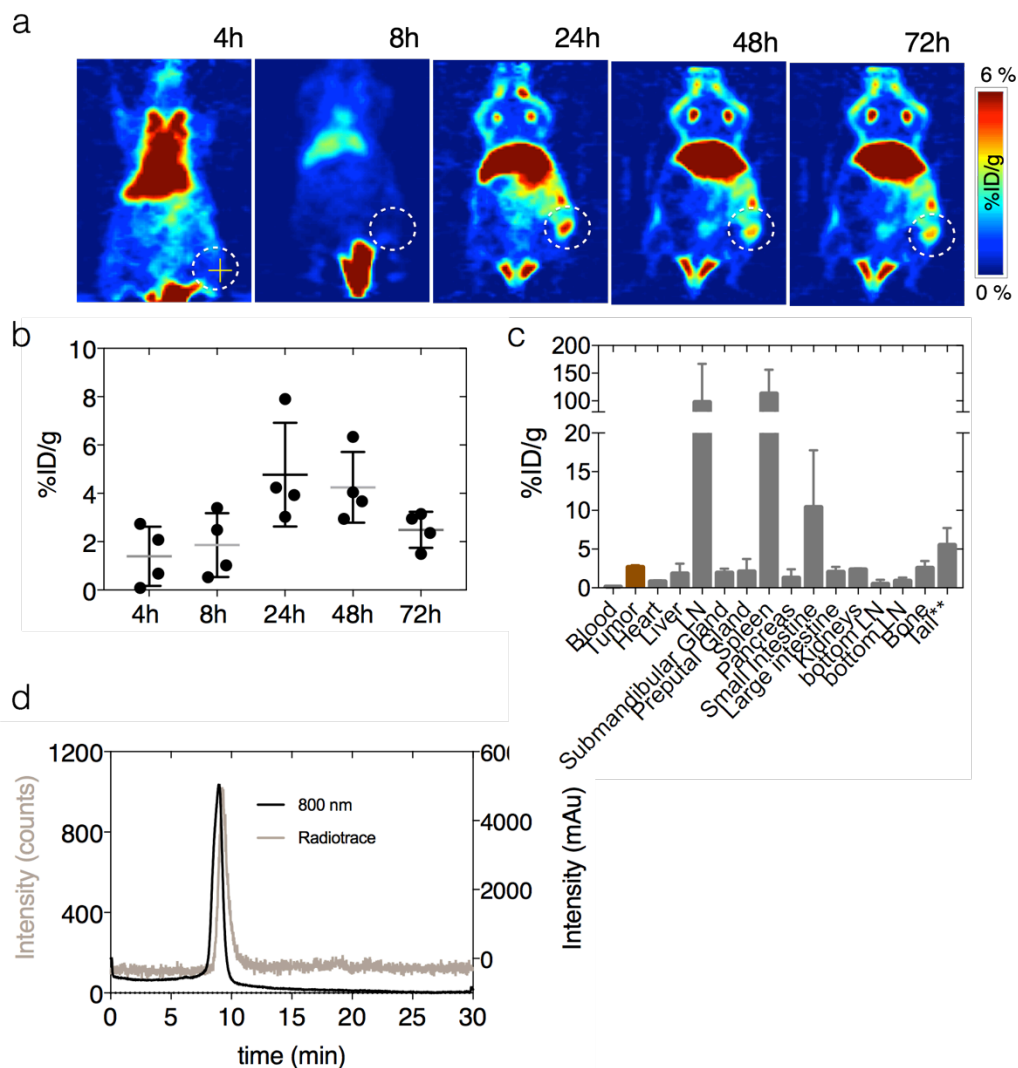 a
4h 8h 24h 48h 72h
6 %
%ID/g
0 %
b
10
8
6
4
2
0
%ID/g
4h 8h 24h 48h 72h
c
200
150
100
50
20
15
10
5
0
%ID/g
Blood
Tumor
Heart
Liver
LN
Submandibular Gland
Preputal Gland
Spleen
Pancreas
Small Intestine
Large intestine
Kidneys
bottom LN
bottom LN
Bone
Tail**
d
1200
800
400
0
Intensity (counts)
800 nm
Radiotrace
600
4000
2000
0
Intensity (mAu)
0 5 10 15 20 25 30
time (min)